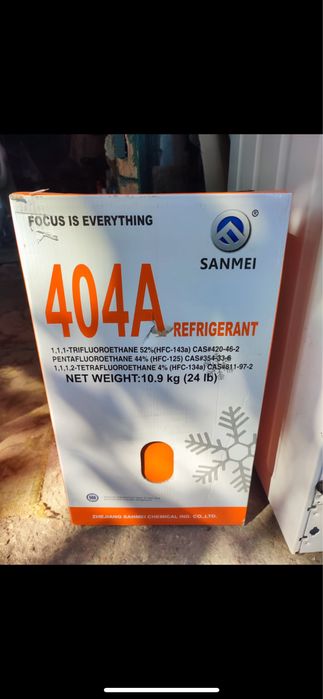 FOCUS IS EVERYTHING
®
SANMEI
404A REFRIGERANT
1,1,1-TRIFLUOROETHANE 52%(HFC-143a) CAS#420-46-2
PENTAFLUOROETHANE 44% (HFC-125) CAS#354-33-6
1,1,1,2-TETRAFLUOROETHANE 4% (HFC-134a) CAS#811-97-2
NET WEIGHT:10.9 kg (24 lb)
ZHEJIANG SANMEI CHEMICAL IND. CO.,LTD.